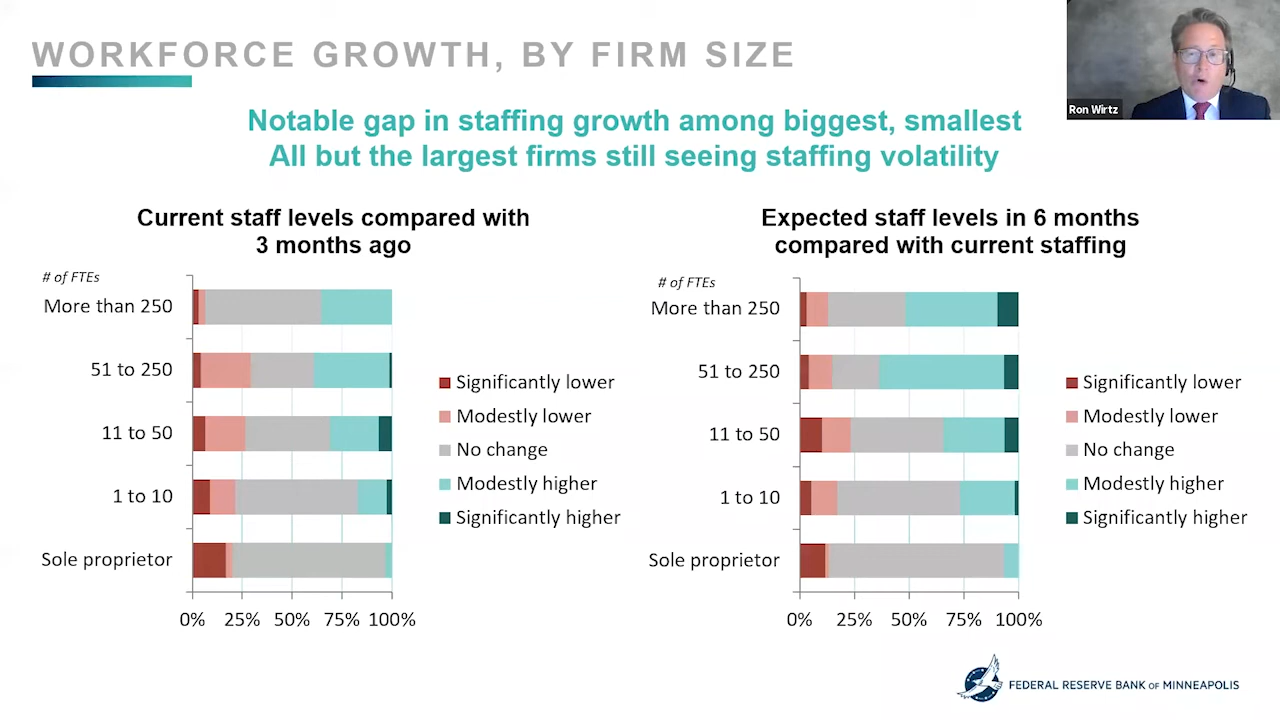 WORKFORCE GROWTH, BY FIRM SIZE
Ron Wirtz
Notable gap in staffing growth among biggest, smallest
All but the largest firms still seeing staffing volatility
Current staff levels compared with
3 months ago
# of FTEs
More than 250
51 to 250
11 to 50
1 to 10
Sole proprietor
0% 25% 50% 75% 100%
Significantly lower
Modestly lower
No change
Modestly higher
Significantly higher
Expected staff levels in 6 months
compared with current staffing
# of FTEs
More than 250
51 to 250
11 to 50
1 to 10
Sole proprietor
0% 25% 50% 75% 100%
Significantly lower
Modestly lower
No change
Modestly higher
Significantly higher
FEDERAL RESERVE BANK OF MINNEAPOLIS